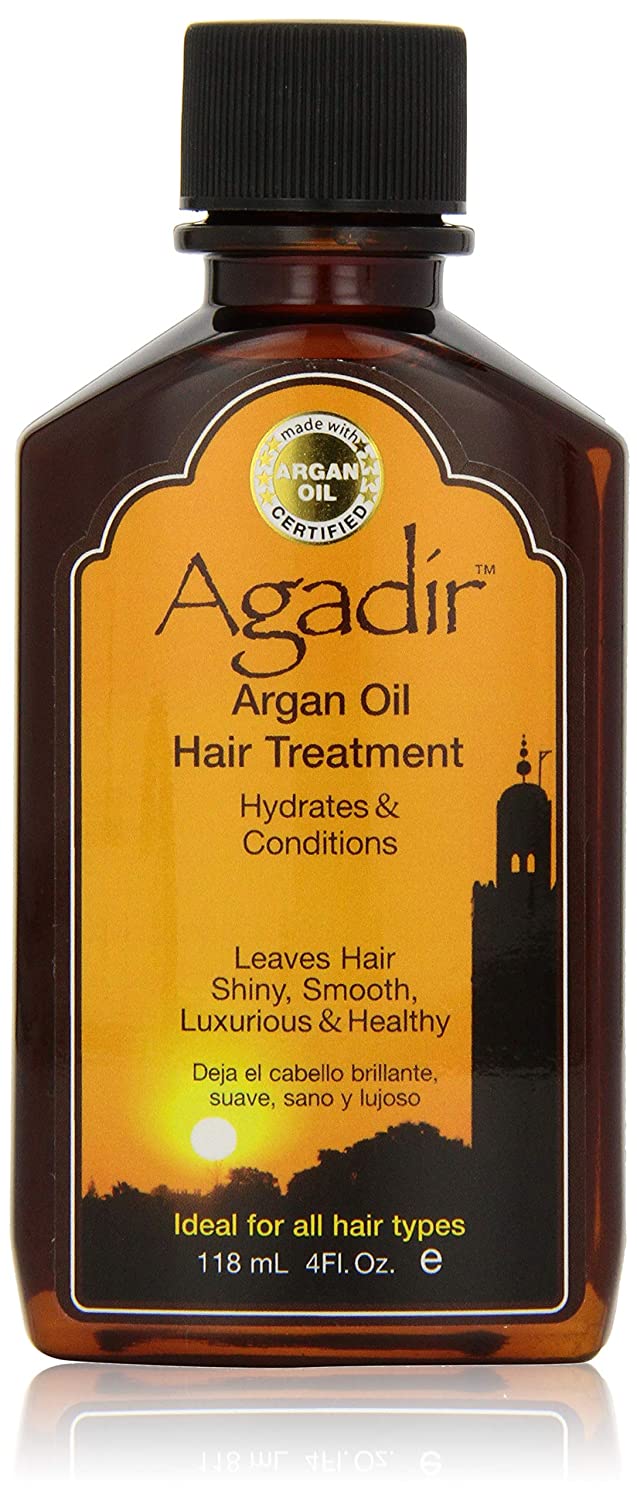 made with
ARGAN
OIL
CERTIFIED
Agadir™
Argan Oil
Hair Treatment
Hydrates &
Conditions
Leaves Hair
Shiny, Smooth,
Luxurious & Healthy
Deja el cabello brillante,
suave, sano y lujoso
Ideal for all hair types
118 mL 4Fl. Oz. e